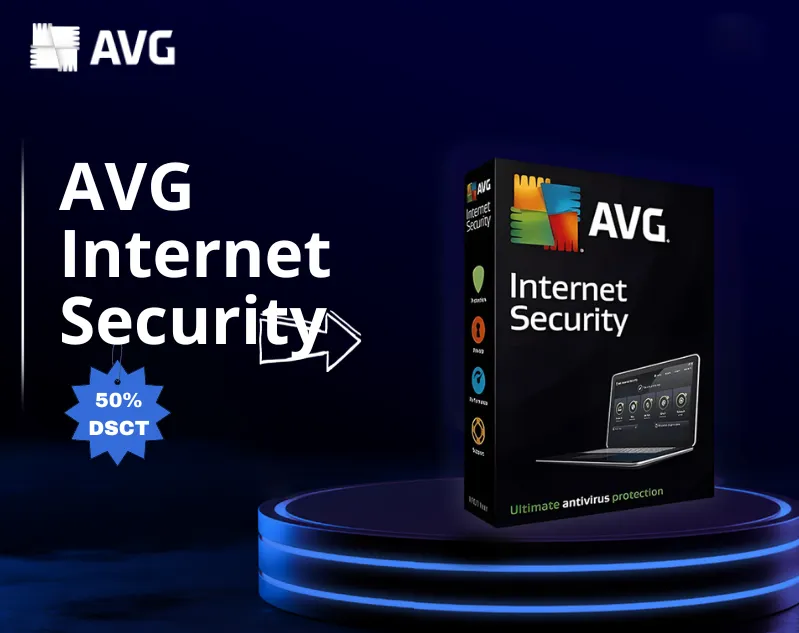 AVG
AVG
Internet
Security
50%
DSCT
AVG
Internet
Security
AVG.
Internet
Security
Ultimate antivirus protection